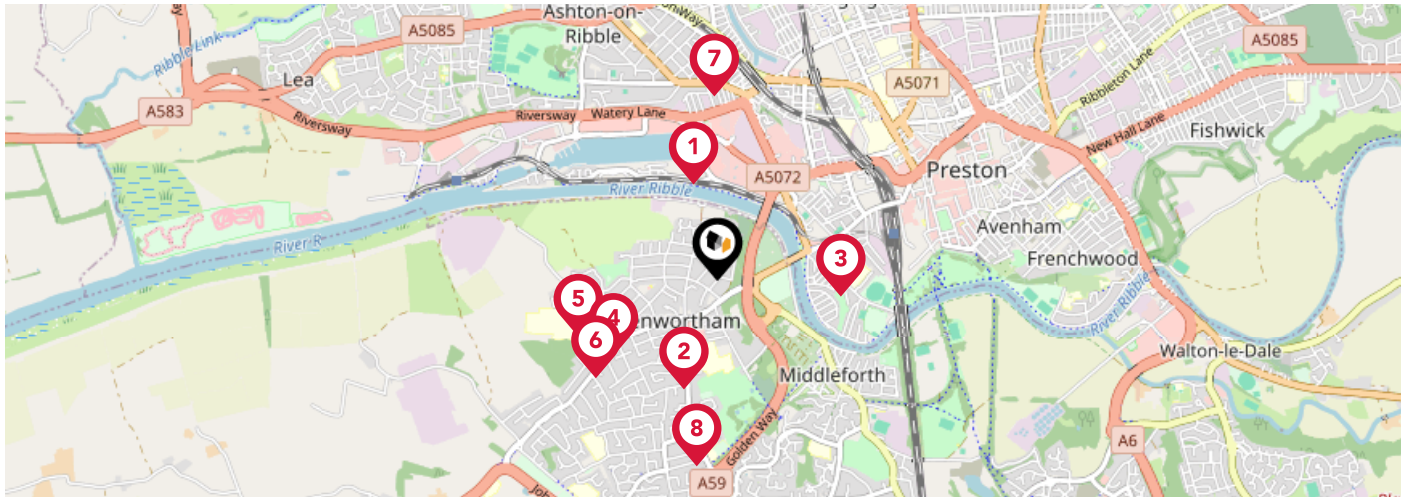 Ashton-on-
Ribble
A5085
A5085
Ribble Link
7
A5071
Ribbleton Lane
Lea
A583
Riversway
Riversway
Watery Lane
New Hall Lane
Fishwick
1
A5072
Preston
River Ribble
River R
Avenham
3
Frenchwood
5
4
enwortham
River Ribble
6
2
Walton-le-Dale
Middleforth
8
Golden Way
A6
A59